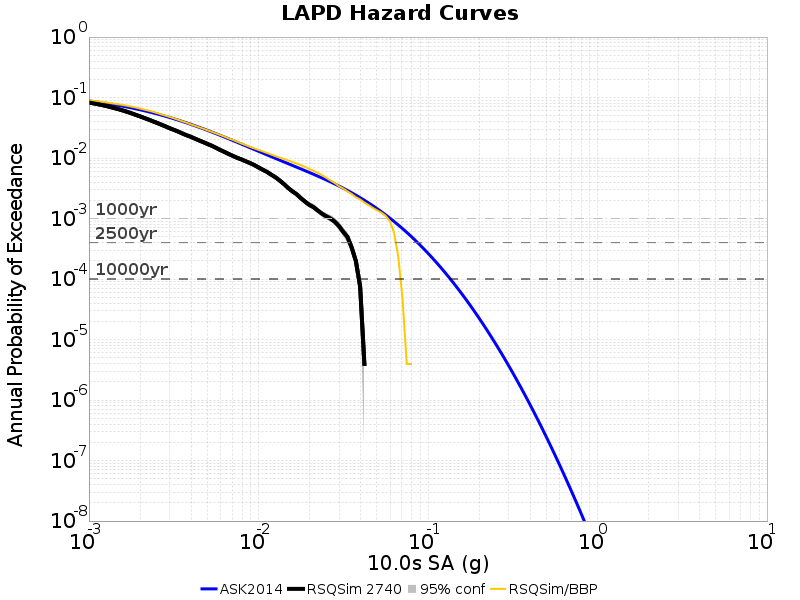 LAPD Hazard Curves
Annual Probability of Exceedance
10^0
10^-1
10^-2
10^-3
10^-4
10^-5
10^-6
10^-7
10^-8
1000yr
2500yr
10000yr
10^-3 10^-2 10^-1 10^0 10^1
10.0s SA (g)
ASK2014 RSQSim 2740 95% conf RSQSim/BBP